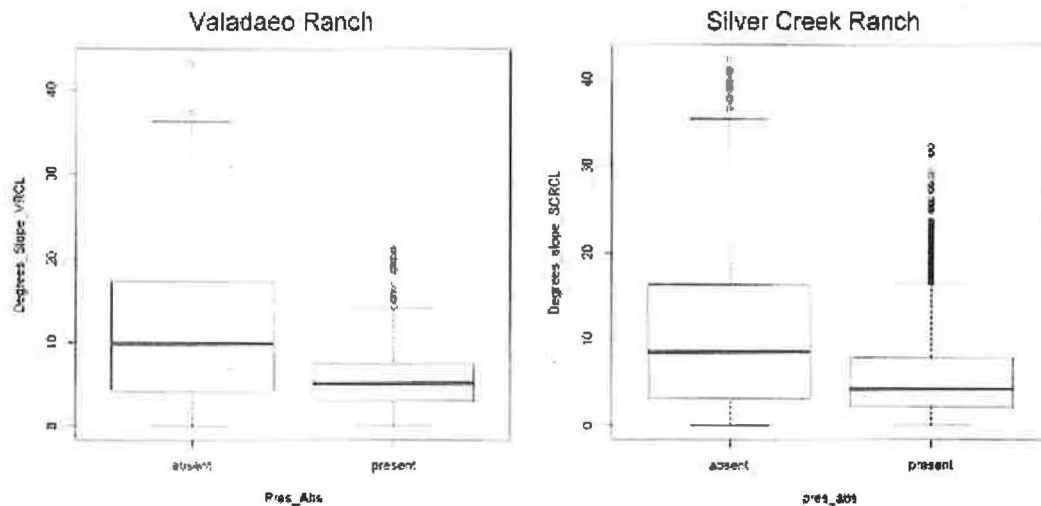 Valadaeo Ranch
Degrees_Slope_VRCL
40
30
20
10
0
absent
present
Pres_Abs
Silver Creek Ranch
Degrees_slope_SCRCL
40
30
20
10
0
absent
present
pres_abs